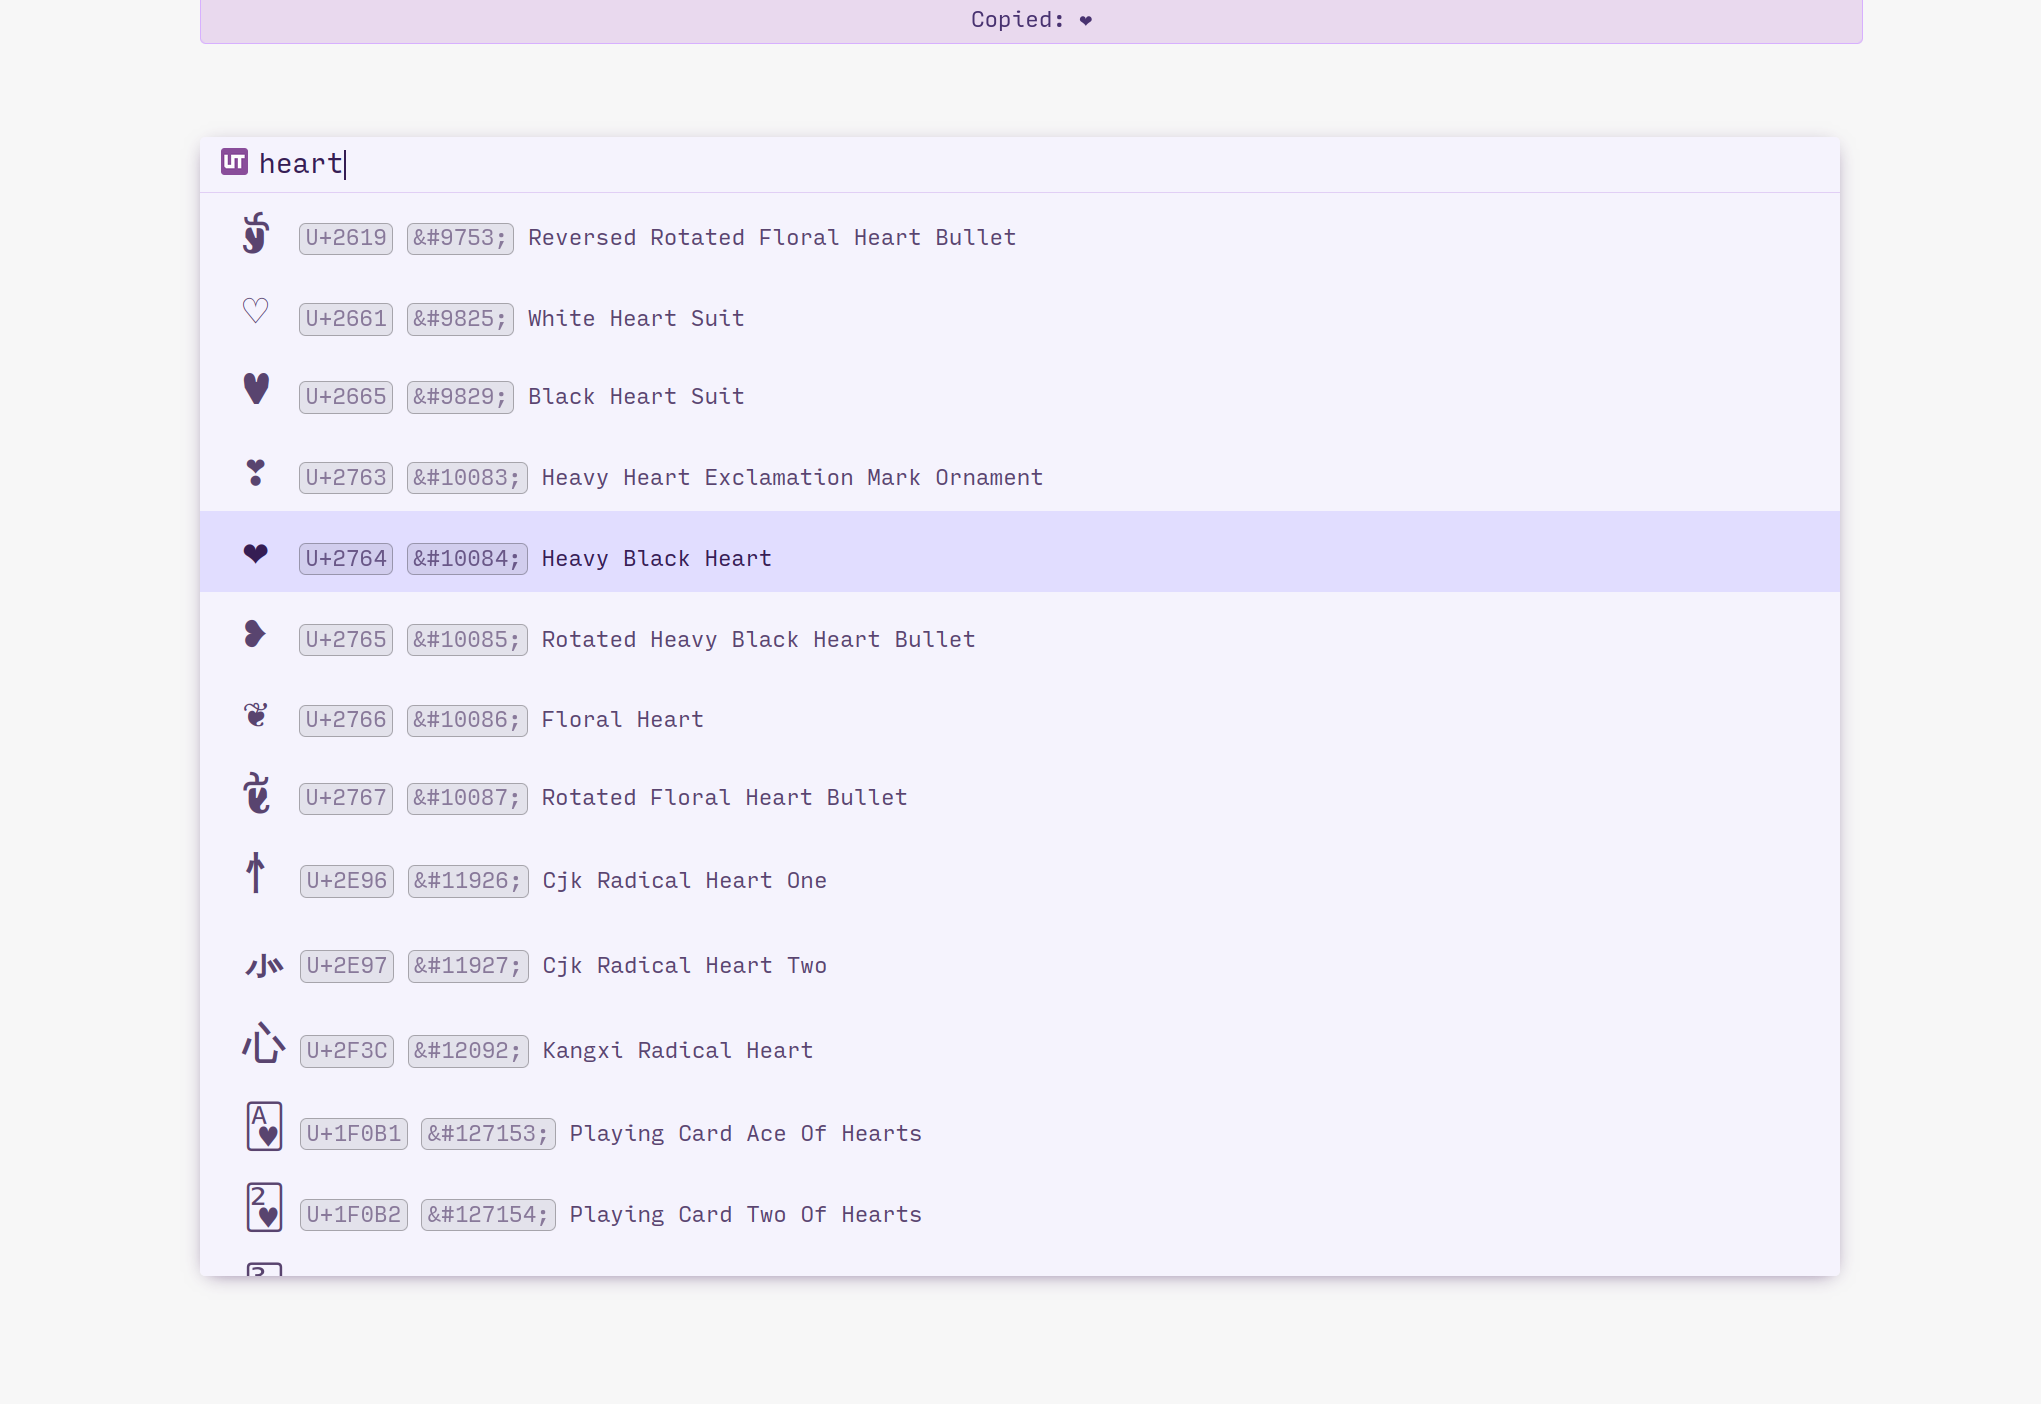 Copied: ❤
UT heart
☙ U+2619 &#9753; Reversed Rotated Floral Heart Bullet
♡ U+2661 &#9825; White Heart Suit
♥ U+2665 &#9829; Black Heart Suit
❣ U+2763 &#10083; Heavy Heart Exclamation Mark Ornament
❤ U+2764 &#10084; Heavy Black Heart
❥ U+2765 &#10085; Rotated Heavy Black Heart Bullet
❦ U+2766 &#10086; Floral Heart
❧ U+2767 &#10087; Rotated Floral Heart Bullet
⺖ U+2E96 &#11926; Cjk Radical Heart One
⺗ U+2E97 &#11927; Cjk Radical Heart Two
⼼ U+2F3C &#12092; Kangxi Radical Heart
🂱 U+1F0B1 &#127153; Playing Card Ace Of Hearts
🂲 U+1F0B2 &#127154; Playing Card Two Of Hearts